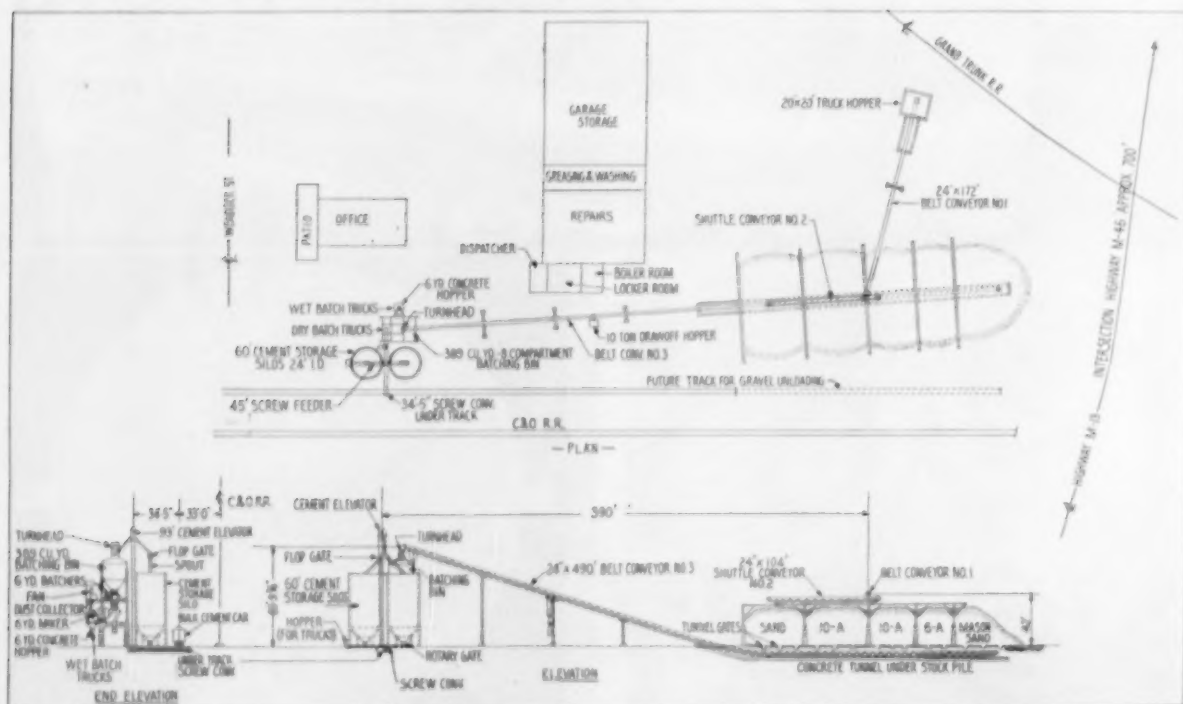 GRAND TRUNK R.R.
GARAGE
STORAGE
20'×20' TRUCK HOPPER
INTERSECTION HIGHWAY M-46 APPROX 700'
HIGHWAY M-13
GREASING & WASHING
24"×172'
BELT CONVEYOR NO.1
PATIO
OFFICE
REPAIRS
SHUTTLE CONVEYOR NO.2
DISPATCHER
BOILER ROOM
LOCKER ROOM
6 YD. CONCRETE
HOPPER
WET BATCH TRUCKS
TURNHEAD
DRY BATCH TRUCKS
10 TON DRAWOFF HOPPER
389 CU. YD.-8 COMPARTMENT
BATCHING BIN
BELT CONV. NO.3
60' CEMENT STORAGE
SILOS 24' I.D
FUTURE TRACK FOR GRAVEL UNLOADING
45' SCREW FEEDER
34'-5" SCREW CONV.
UNDER TRACK
C.&O. R.R.
— PLAN —
34'-5"
33'-0"
C.&O. R.R.
CEMENT ELEVATOR
390'
TURNHEAD
93' CEMENT ELEVATOR
TURNHEAD
389 CU. YD.
BATCHING BIN
FLOP GATE
SPOUT
FLOP GATE
BATCHING
BIN
24"×490' BELT CONVEYOR NO.3
24"×104'
SHUTTLE CONVEYOR
NO.2
BELT CONVEYOR NO.1
6 YD. BATCHERS
FAN
DUST COLLECTOR
CEMENT
STORAGE
SILO
60' CEMENT
STORAGE SILOS
BULK CEMENT CAR
HOPPER
(FOR TRUCKS)
6 YD. CONCRETE
HOPPER
TUNNEL GATES
SAND
10-A
10-A
6-A
MASON
SAND
42'
WET BATCH
TRUCKS
UNDER TRACK
SCREW CONV.
ROTARY GATE
SCREW CONV.
ELEVATION
CONCRETE TUNNEL UNDER STOCK PILE
END ELEVATION